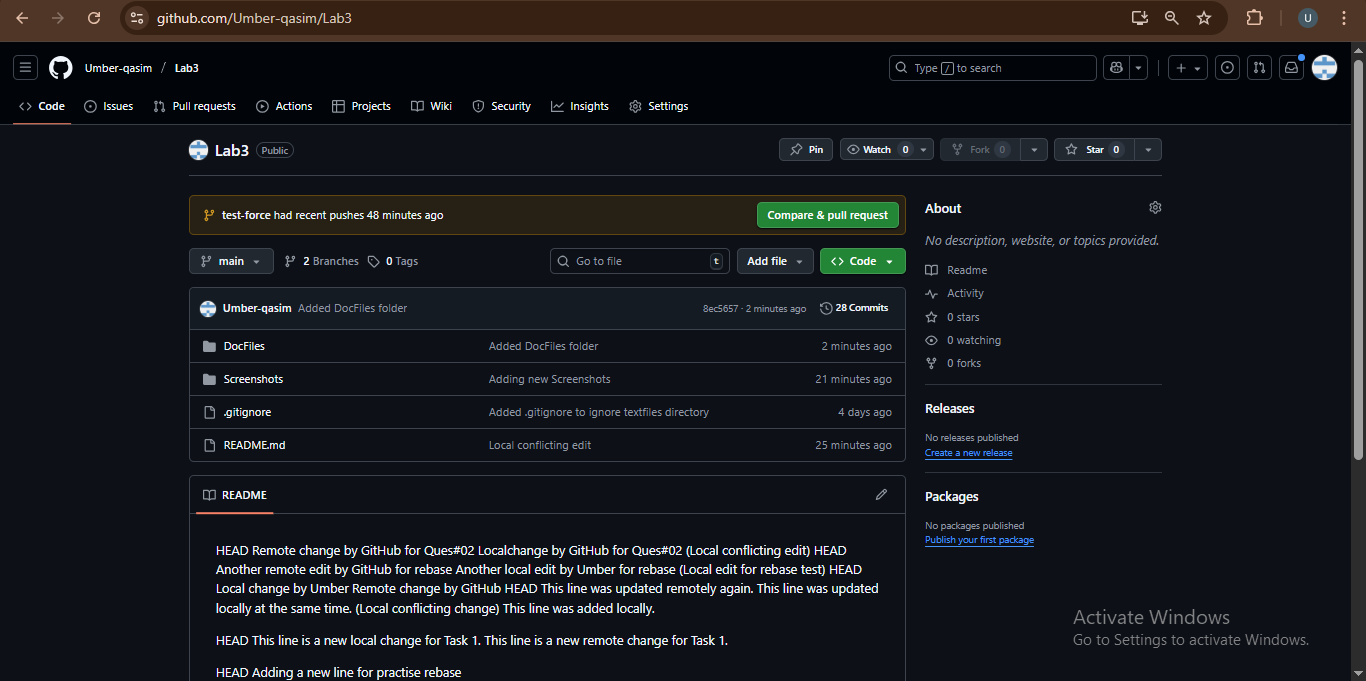 github.com/Umber-qasim/Lab3
U
Umber-qasim / Lab3
Type / to search
Code Issues Pull requests Actions Projects Wiki Security Insights Settings
Lab3 Public
Pin Watch 0 Fork 0 Star 0
test-force had recent pushes 48 minutes ago
Compare & pull request
main 2 Branches 0 Tags
Go to file t
Add file
Code
Umber-qasim Added DocFiles folder 8ec5657 · 2 minutes ago 28 Commits
DocFiles Added DocFiles folder 2 minutes ago
Screenshots Adding new Screenshots 21 minutes ago
.gitignore Added .gitignore to ignore textfiles directory 4 days ago
README.md Local conflicting edit 25 minutes ago
README
HEAD Remote change by GitHub for Ques#02 Localchange by GitHub for Ques#02 (Local conflicting edit) HEAD
Another remote edit by GitHub for rebase Another local edit by Umber for rebase (Local edit for rebase test) HEAD
Local change by Umber Remote change by GitHub HEAD This line was updated remotely again. This line was updated
locally at the same time. (Local conflicting change) This line was added locally.
HEAD This line is a new local change for Task 1. This line is a new remote change for Task 1.
HEAD Adding a new line for practise rebase
About
No description, website, or topics provided.
Readme
Activity
0 stars
0 watching
0 forks
Releases
No releases published
Create a new release
Packages
No packages published
Publish your first package
Activate Windows
Go to Settings to activate Windows.